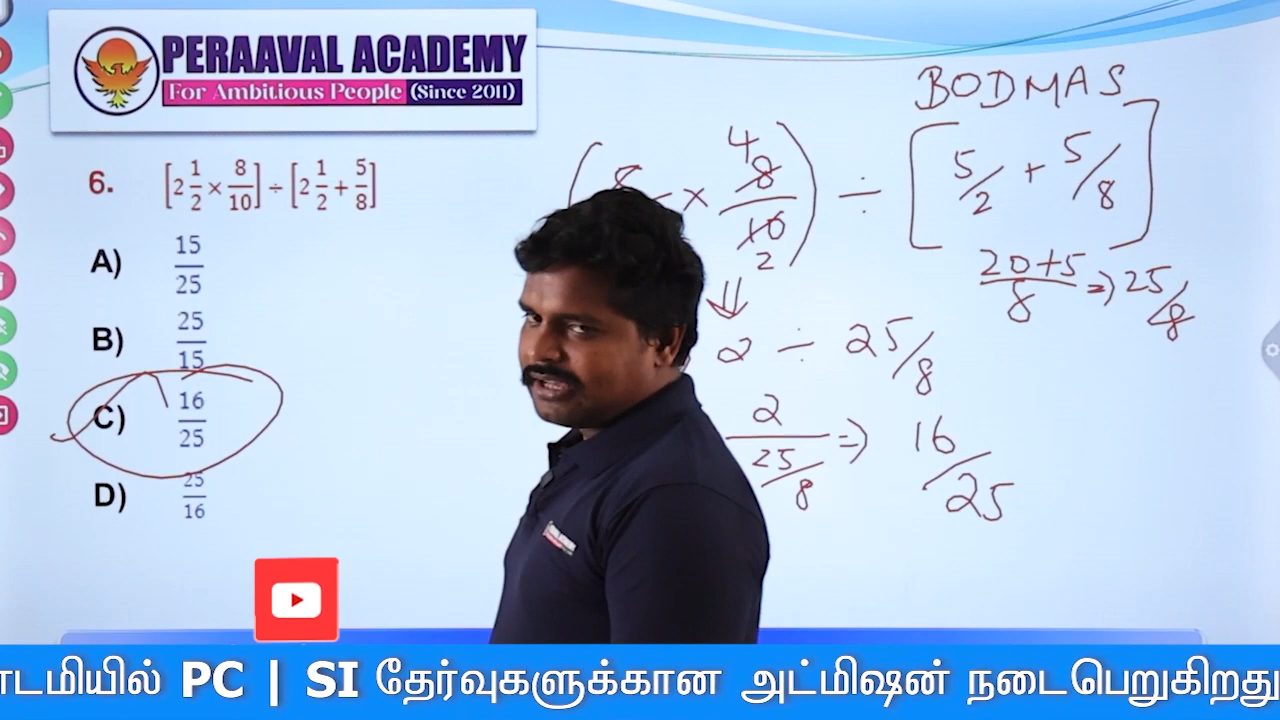 PERAAVAL ACADEMY
For Ambitious People (Since 2011)
BODMAS
6. [2 1/2 × 8/10] ÷ [2 1/2 + 5/8]
A) 15/25
B) 25/15
C) 16/25
D) 25/16
× 8/10 ) ÷ [5/2 + 5/8]
4
2
20+5/8 ⇒ 25/8
⇓
2 ÷ 25/8
2/25/8 ⇒ 16/25
PC | SI தேர்வுகளுக்கான அட்மிஷன் நடைபெறுகிறது